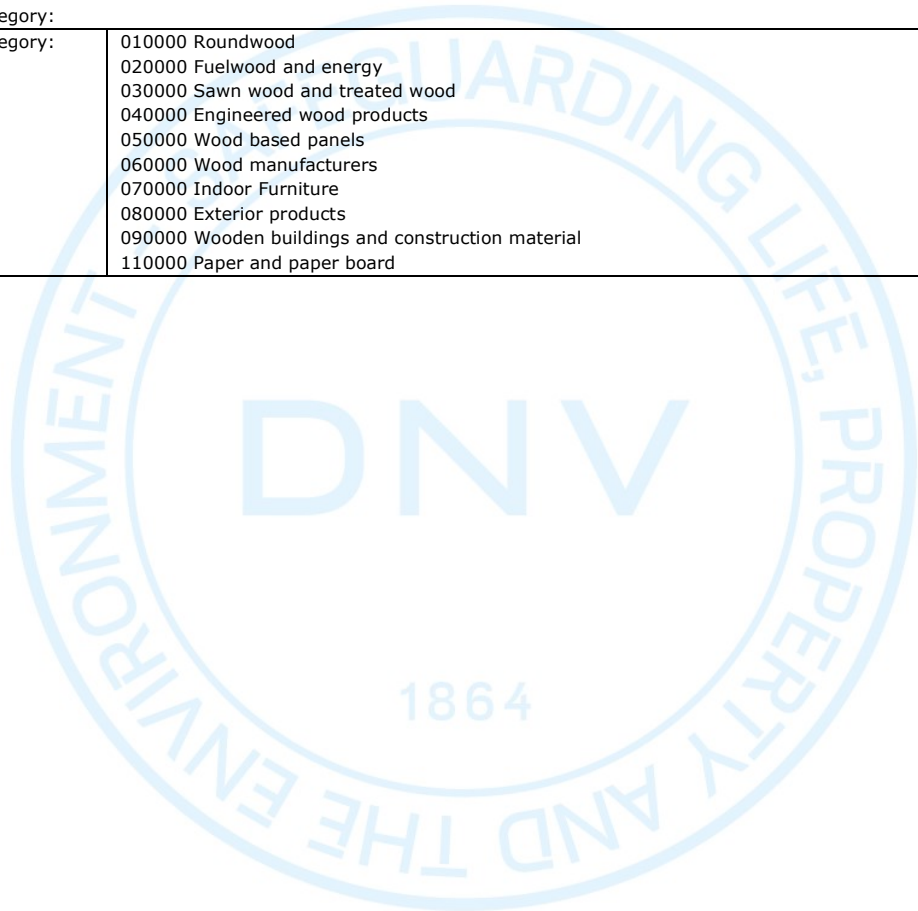 egory:
egory:
010000 Roundwood
020000 Fuelwood and energy
030000 Sawn wood and treated wood
040000 Engineered wood products
050000 Wood based panels
060000 Wood manufacturers
070000 Indoor Furniture
080000 Exterior products
090000 Wooden buildings and construction material
110000 Paper and paper board
SAFEGUARDING LIFE, PROPERTY AND THE ENVIRONMENT
DNV
1864